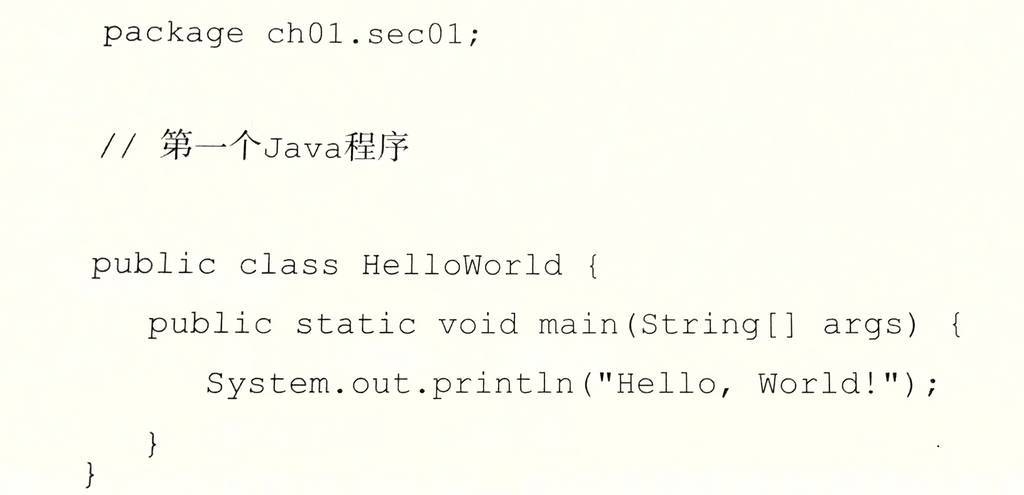 package ch01.sec01;
// 第一个Java程序
public class HelloWorld {
public static void main(String[] args) {
System.out.println("Hello, World!");
}
}